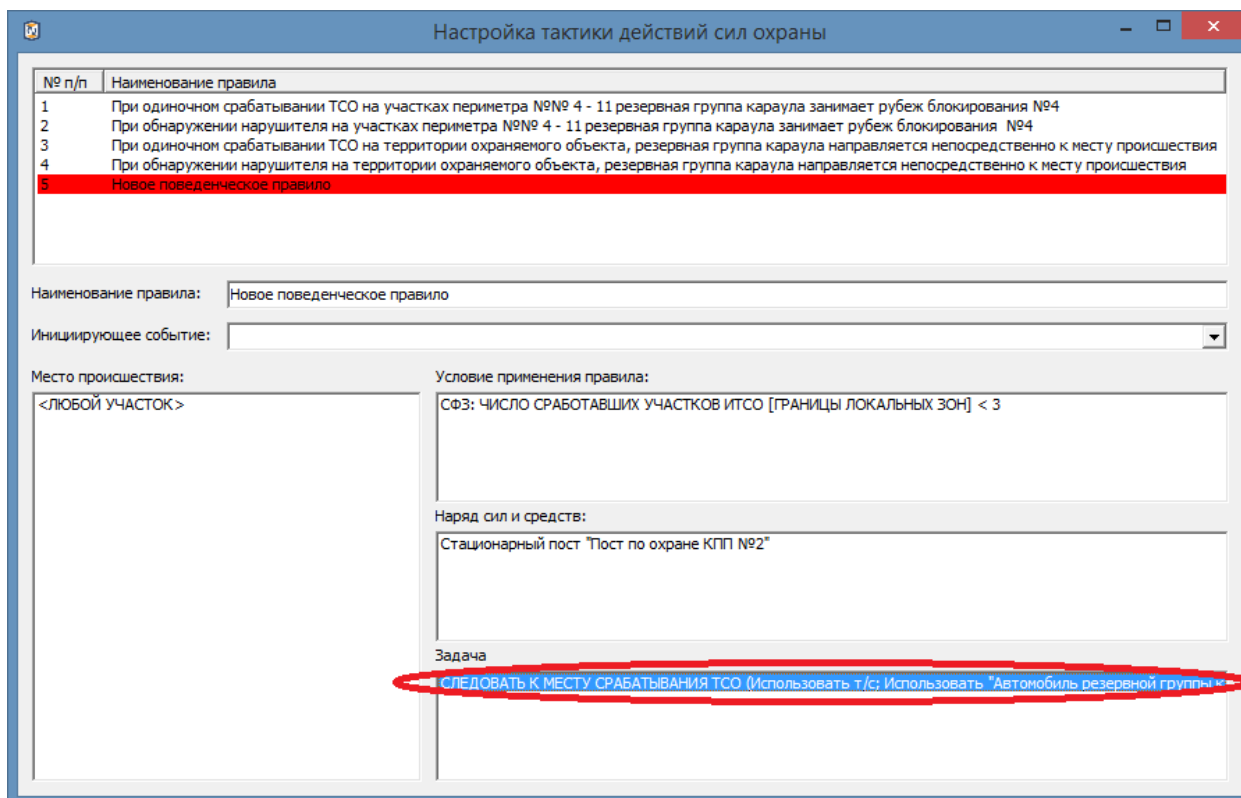 Настройка тактики действий сил охраны
№ п/п Наименование правила
1 При одиночном срабатывании ТСО на участках периметра №№ 4 - 11 резервная группа караула занимает рубеж блокирования №4
2 При обнаружении нарушителя на участках периметра №№ 4 - 11 резервная группа караула занимает рубеж блокирования №4
3 При одиночном срабатывании ТСО на территории охраняемого объекта, резервная группа караула направляется непосредственно к месту происшествия
4 При обнаружении нарушителя на территории охраняемого объекта, резервная группа караула направляется непосредственно к месту происшествия
5 Новое поведенческое правило
Наименование правила: Новое поведенческое правило
Инициирующее событие:
Место происшествия:
<ЛЮБОЙ УЧАСТОК>
Условие применения правила:
СФЗ: ЧИСЛО СРАБОТАВШИХ УЧАСТКОВ ИТСО [ГРАНИЦЫ ЛОКАЛЬНЫХ ЗОН] < 3
Наряд сил и средств:
Стационарный пост "Пост по охране КПП №2"
Задача
СЛЕДОВАТЬ К МЕСТУ СРАБАТЫВАНИЯ ТСО (Использовать т/с; Использовать "Автомобиль резервной группы